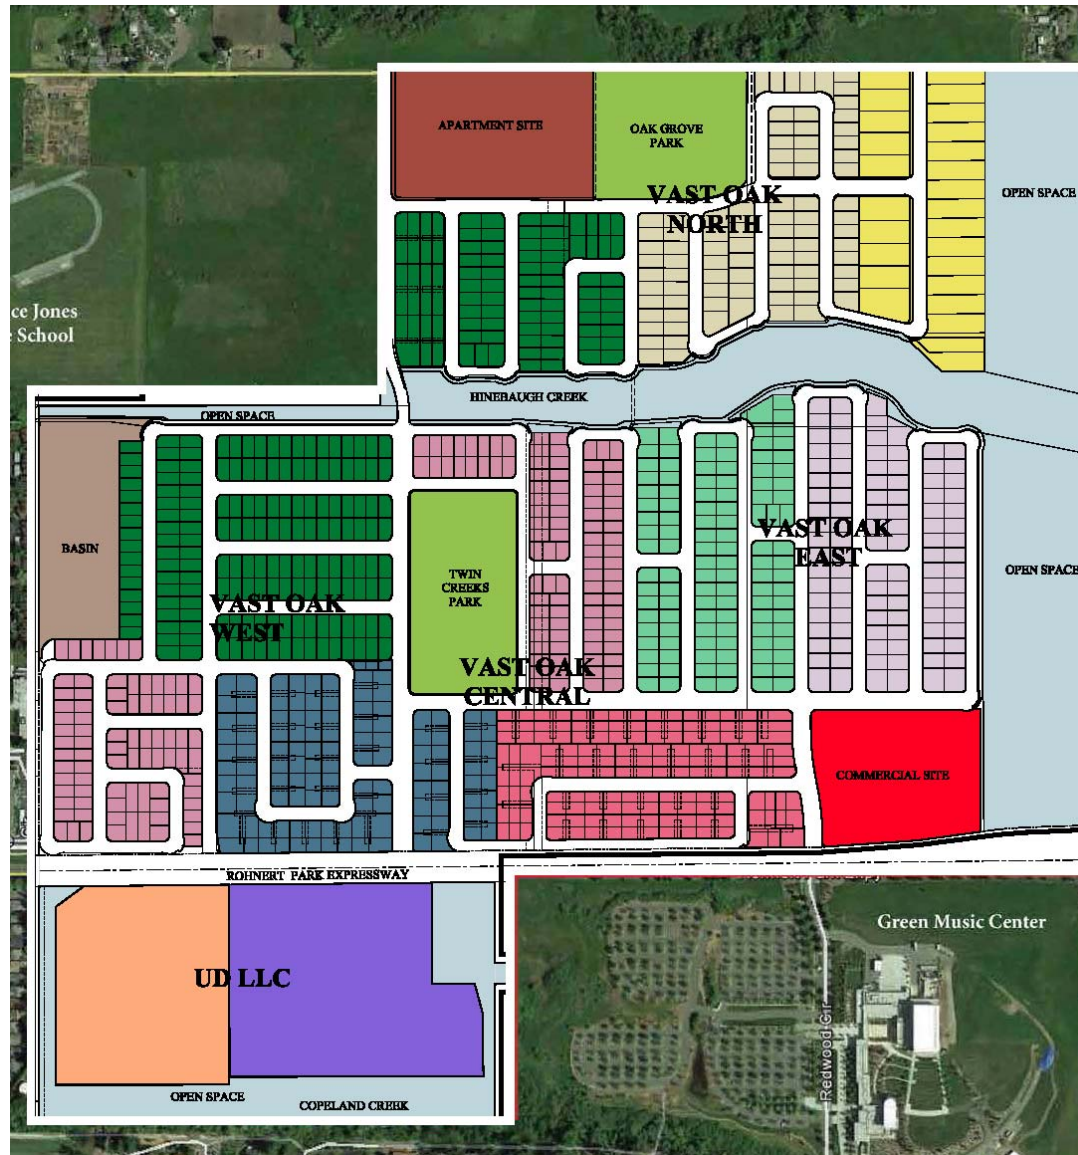 APARTMENT SITE
OAK GROVE
PARK
VAST OAK
NORTH
OPEN SPACE
ce Jones
School
HINEBAUGH CREEK
OPEN SPACE
BASIN
VAST OAK
EAST
OPEN SPACE
TWIN
CREEKS
PARK
VAST OAK
WEST
VAST OAK
CENTRAL
COMMERCIAL SITE
ROHNERT PARK EXPRESSWAY
Green Music Center
UD LLC
Redwood Cir
OPEN SPACE
COPELAND CREEK